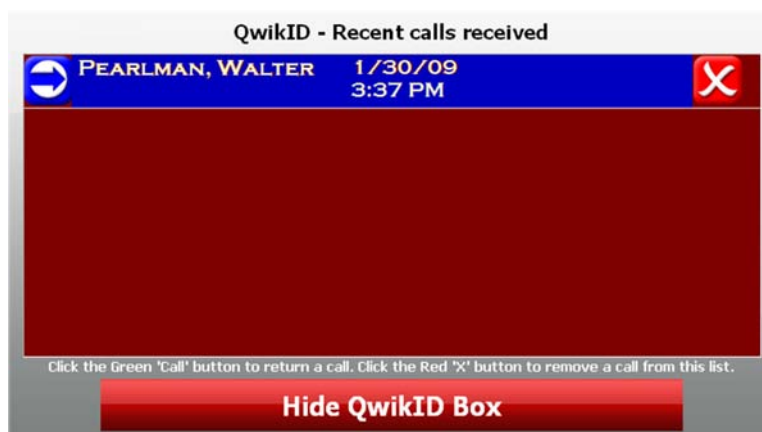 QwikID - Recent calls received
PEARLMAN, WALTER 1/30/09
3:37 PM
Click the Green 'Call' button to return a call. Click the Red 'X' button to remove a call from this list.
Hide QwikID Box